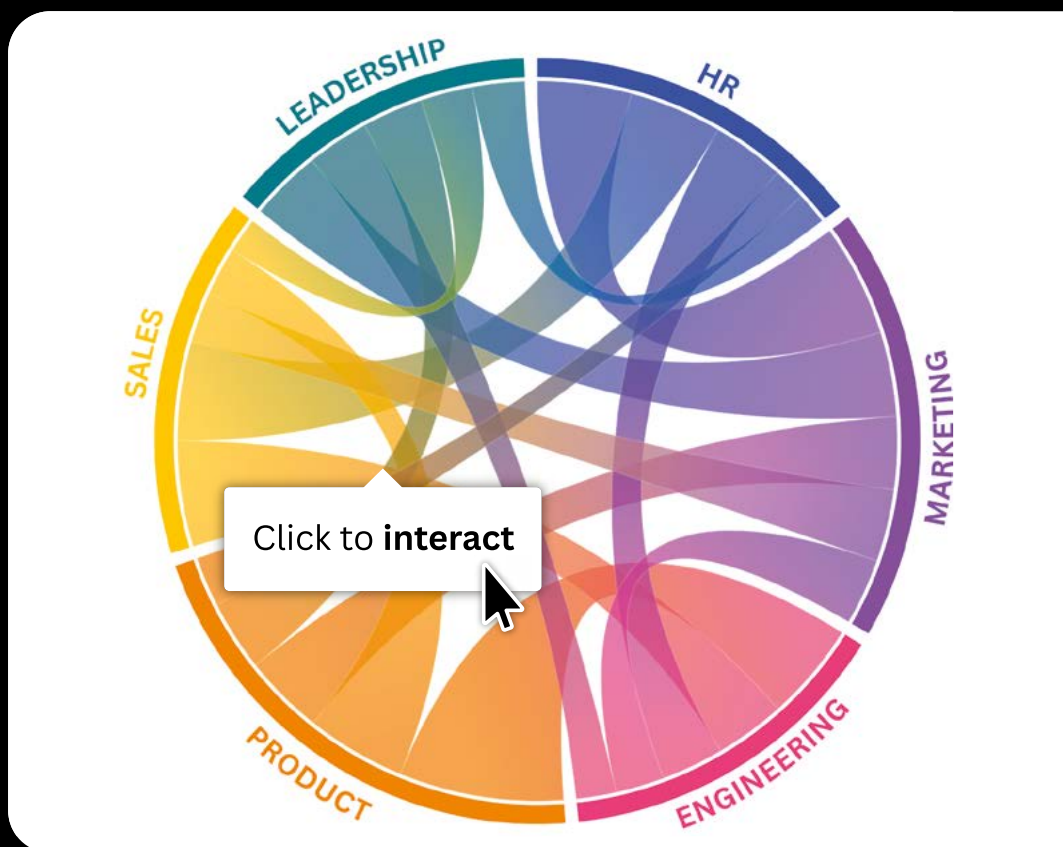 LEADERSHIP
HR
SALES
MARKETING
Click to interact
PRODUCT
ENGINEERING